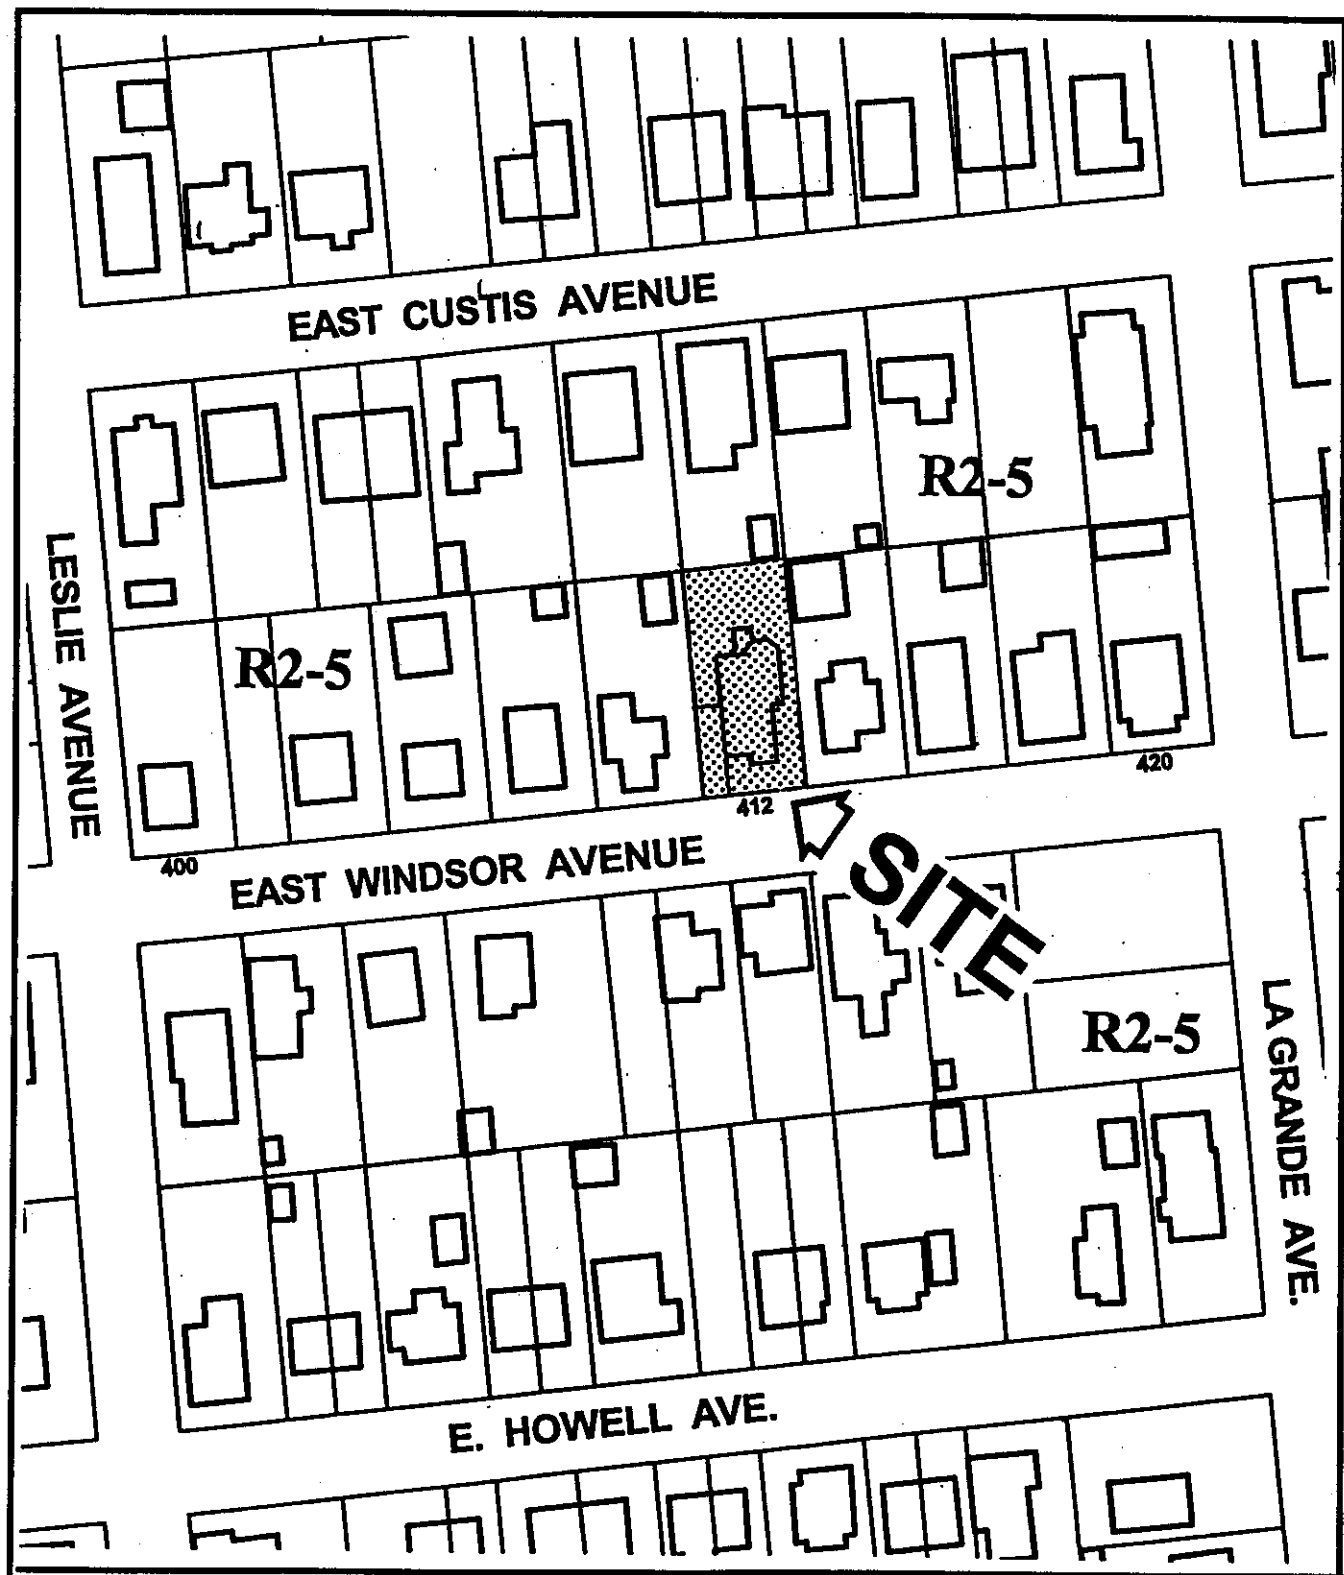 EAST CUSTIS AVENUE
R2-5
LESLIE AVENUE
R2-5
420
412
400
EAST WINDSOR AVENUE
SITE
R2-5
LA GRANDE AVE.
E. HOWELL AVE.